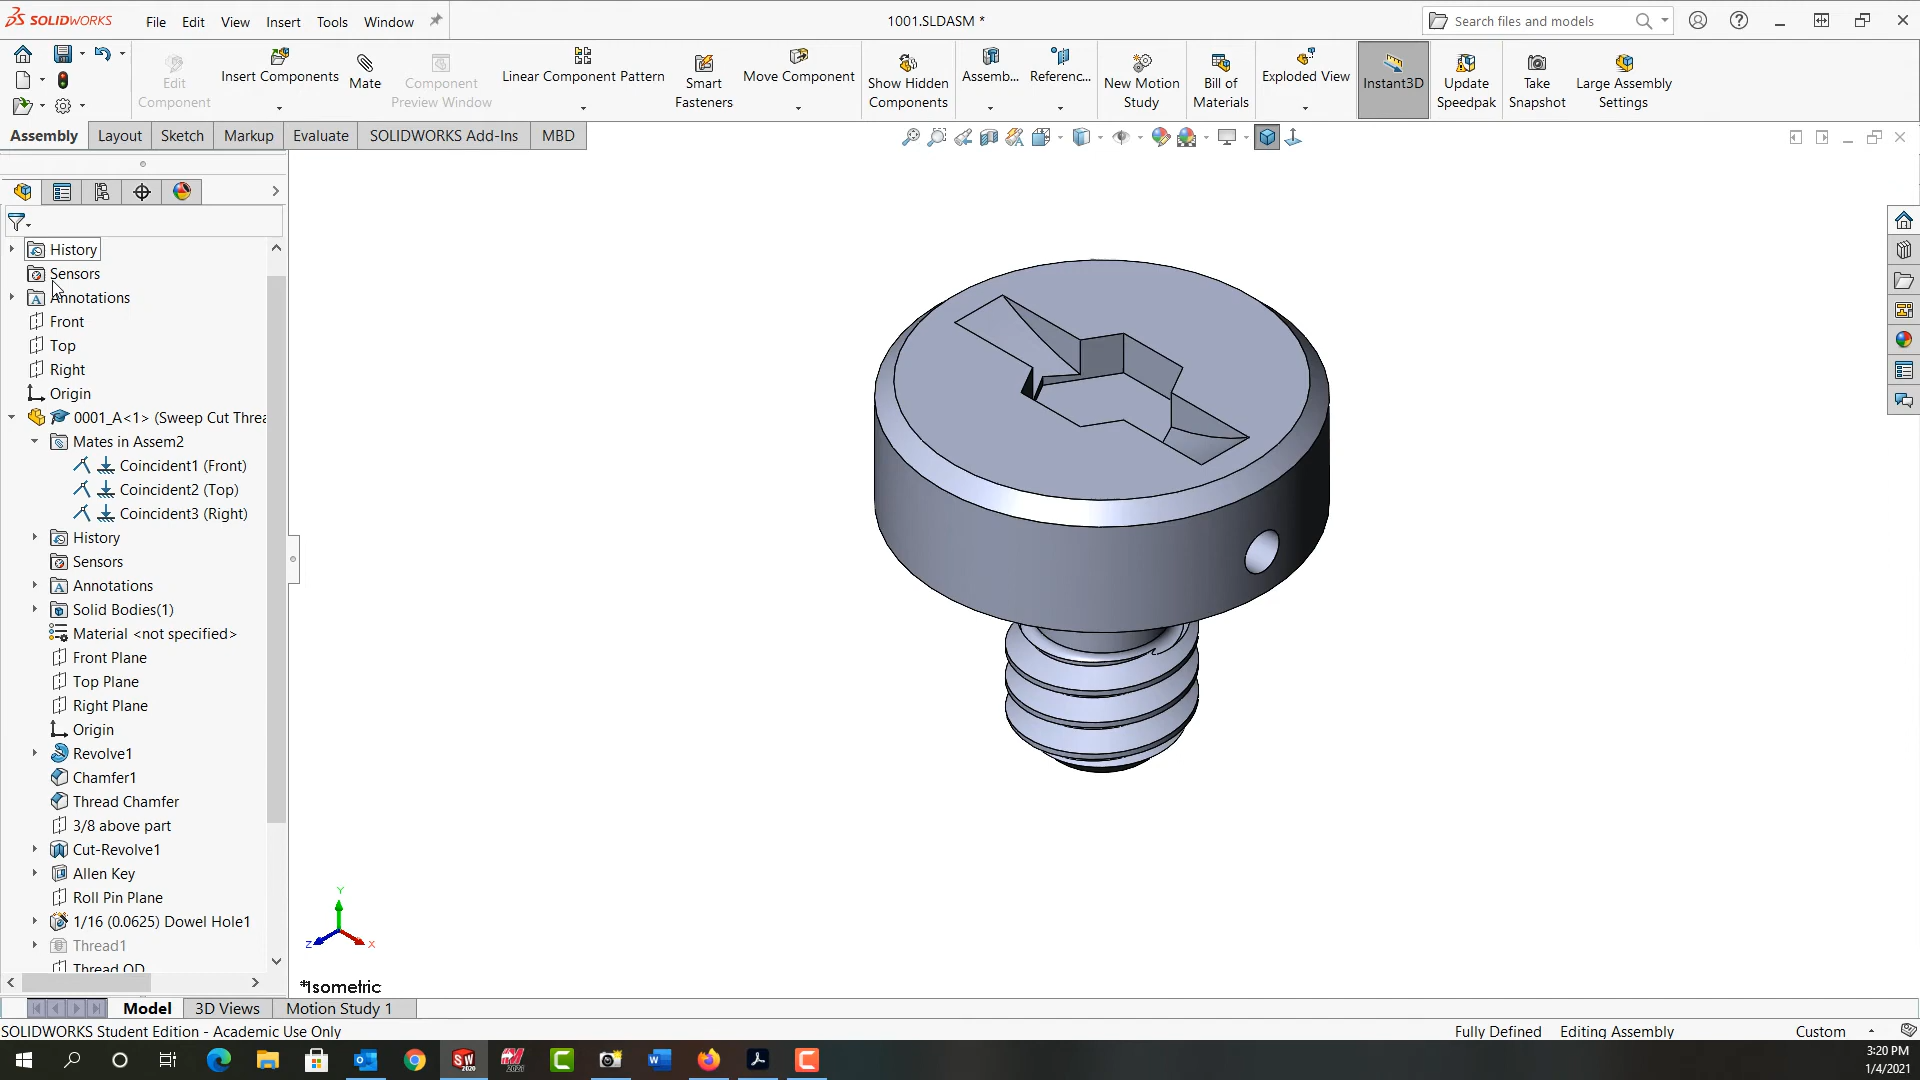 SOLIDWORKS File Edit View Insert Tools Window 1001.SLDASM * Search files and models
Edit Component
Insert Components
Mate
Component Preview Window
Linear Component Pattern
Smart Fasteners
Move Component
Show Hidden Components
Assemb...
Referenc...
New Motion Study
Bill of Materials
Exploded View
Instant3D
Update Speedpak
Take Snapshot
Large Assembly Settings
Assembly Layout Sketch Markup Evaluate SOLIDWORKS Add-Ins MBD
History
Sensors
Annotations
Front
Top
Right
Origin
0001_A<1> (Sweep Cut Threa
Mates in Assem2
Coincident1 (Front)
Coincident2 (Top)
Coincident3 (Right)
History
Sensors
Annotations
Solid Bodies(1)
Material <not specified>
Front Plane
Top Plane
Right Plane
Origin
Revolve1
Chamfer1
Thread Chamfer
3/8 above part
Cut-Revolve1
Allen Key
Roll Pin Plane
1/16 (0.0625) Dowel Hole1
Thread1
Thread OD
Y
Z X
*Isometric
Model 3D Views Motion Study 1
SOLIDWORKS Student Edition - Academic Use Only Fully Defined Editing Assembly Custom
3:20 PM
1/4/2021